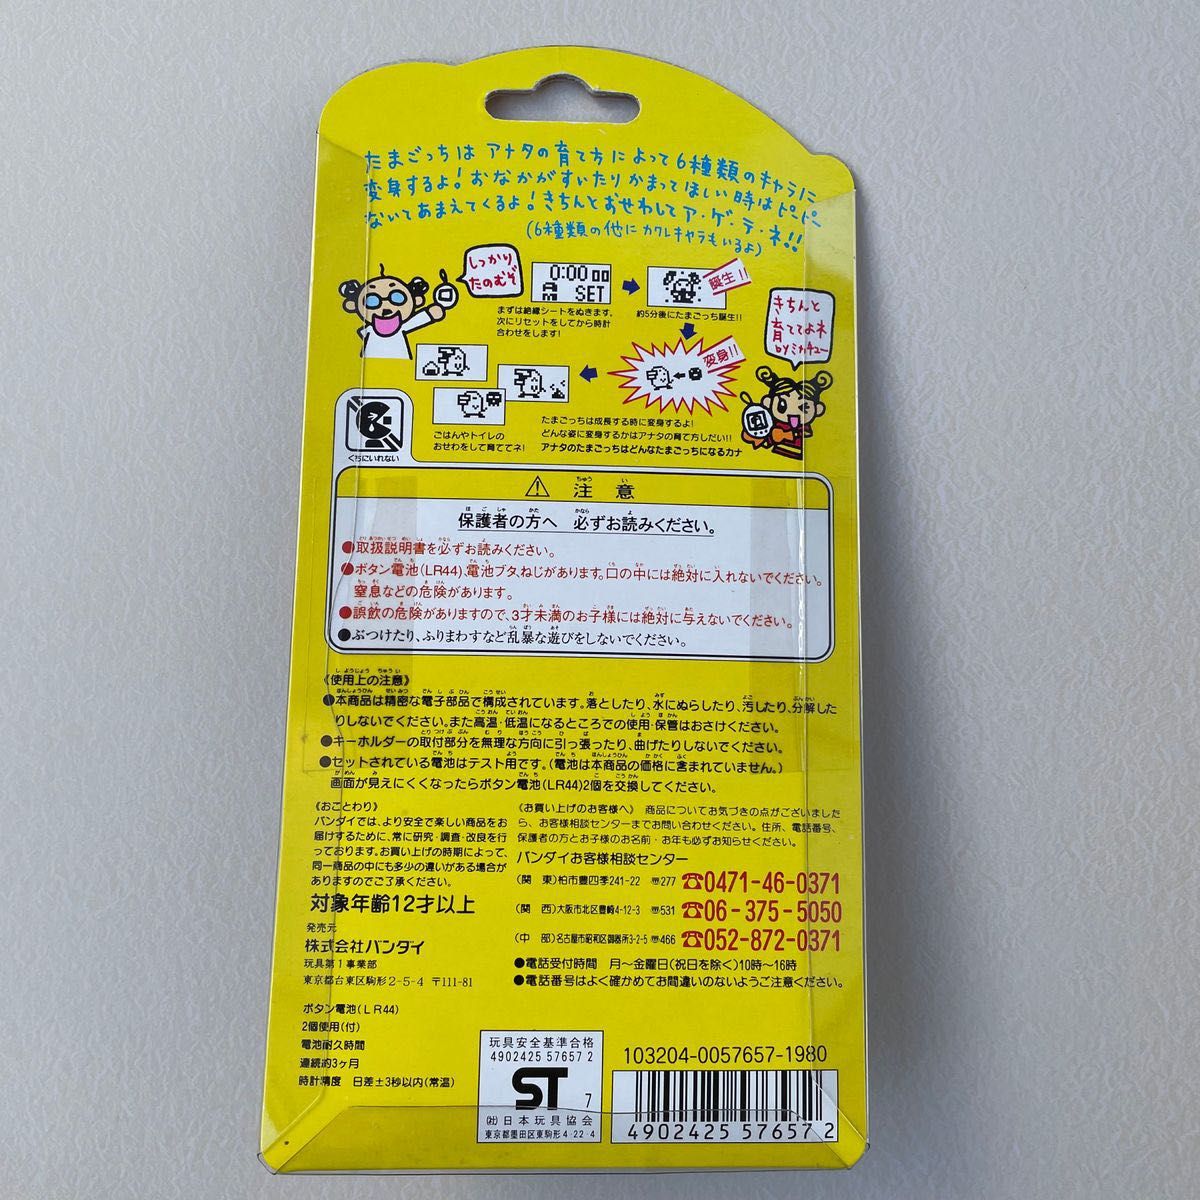 たまごっちは アナタの育て方によって6種類のキャラに
変身するよ！おなかがすいたりかまってほしい時はピーピー
ないてあまえてくるよ！きちんとおせわしてア・ゲ・テ・ネ!!
(6種類の他にカクレキャラもいるよ)
しっかり
たのむぞ
0:00 00
AM SET
まずは絶縁シートをぬきます。
次にリセットをしてから時計
合わせをします！
誕生!!
約5分後にたまごっち誕生!!
きちんと
育ててよネ
byミカチュー
変身!!
たまごっちは成長する時に変身するよ！
どんな姿に変身するかはアナタの育て方しだい!!
アナタのたまごっちはどんなたまごっちになるカナ
ごはんやトイレの
おせわをして育ててネ！
くちにいれない
⚠ 注意
保護者の方へ 必ずお読みください。
●取扱説明書を必ずお読みください。
●ボタン電池(LR44)、電池ブタ、ねじがあります。口の中には絶対に入れないでください。
窒息などの危険があります。
●誤飲の危険がありますので、3才未満のお子様には絶対に与えないでください。
●ぶつけたり、ふりまわすなど乱暴な遊びをしないでください。
《使用上の注意》
●本商品は精密な電子部品で構成されています。落としたり、水にぬらしたり、汚したり、分解した
りしないでください。また高温・低温になるところでの使用・保管はおさけください。
●キーホルダーの取付部分を無理な方向に引っ張ったり、曲げたりしないでください。
●セットされている電池はテスト用です。(電池は本商品の価格に含まれていません。)
画面が見えにくくなったらボタン電池(LR44)2個を交換してください。
《おことわり》
バンダイでは、より安全で楽しい商品をお
届けするために、常に研究・調査・改良を行
っております。お買い上げの時期によって、
同一商品の中にも多少の違いがある場合が
ありますのでご了承ください。
対象年齢12才以上
発売元
株式会社バンダイ
玩具第1事業部
東京都台東区駒形2-5-4 〒111-81
ボタン電池(LR44)
2個使用(付)
電池耐久時間
連続約3ヶ月
時計精度 日差±3秒以内(常温)
《お買い上げのお客様へ》 商品についてお気づきの点がございました
ら、お客様相談センターまでお問い合わせください。住所、電話番号、
保護者の方とお子様のお名前・お年も必ずお知らせください。
バンダイお客様相談センター
(関 東)柏市豊四季241-22 〒277 ☎0471-46-0371
(関 西)大阪市北区豊崎4-12-3 〒531 ☎06-375-5050
(中 部)名古屋市昭和区御器所3-2-5 〒466 ☎052-872-0371
●電話受付時間 月～金曜日(祝日を除く)10時～16時
●電話番号はよく確かめてお間違いのないようご注意ください。
玩具安全基準合格
4902425 57657 2
ST 7
㈳日本玩具協会
東京都墨田区東駒形4-22-4
103204-0057657-1980
4902425 576572